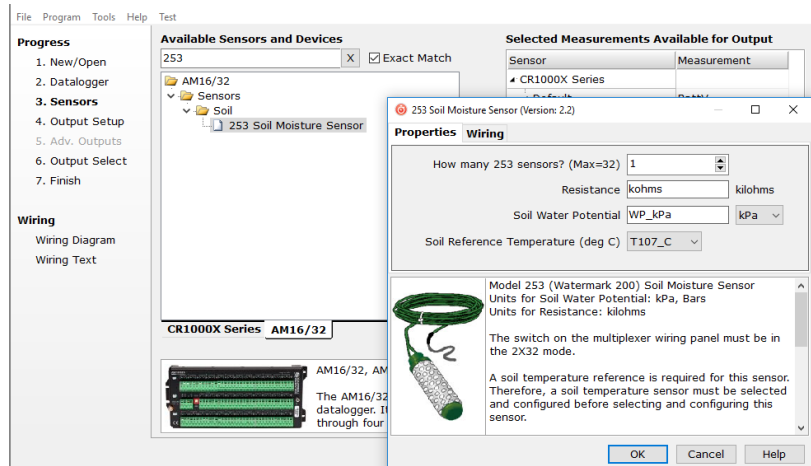 File Program Tools Help Test
Progress
1. New/Open
2. Datalogger
3. Sensors
4. Output Setup
5. Adv. Outputs
6. Output Select
7. Finish
Wiring
Wiring Diagram
Wiring Text
Available Sensors and Devices
253 X Exact Match
AM16/32
Sensors
Soil
253 Soil Moisture Sensor
CR1000X Series AM16/32
AM16/32, AM
The AM16/32
datalogger. I
through four
Selected Measurements Available for Output
Sensor Measurement
CR1000X Series
253 Soil Moisture Sensor (Version: 2.2)
Properties Wiring
How many 253 sensors? (Max=32) 1
Resistance kohms kilohms
Soil Water Potential WP_kPa kPa
Soil Reference Temperature (deg C) T107_C
Model 253 (Watermark 200) Soil Moisture Sensor
Units for Soil Water Potential: kPa, Bars
Units for Resistance: kilohms
The switch on the multiplexer wiring panel must be in
the 2X32 mode.
A soil temperature reference is required for this sensor.
Therefore, a soil temperature sensor must be selected
and configured before selecting and configuring this
sensor.
OK Cancel Help